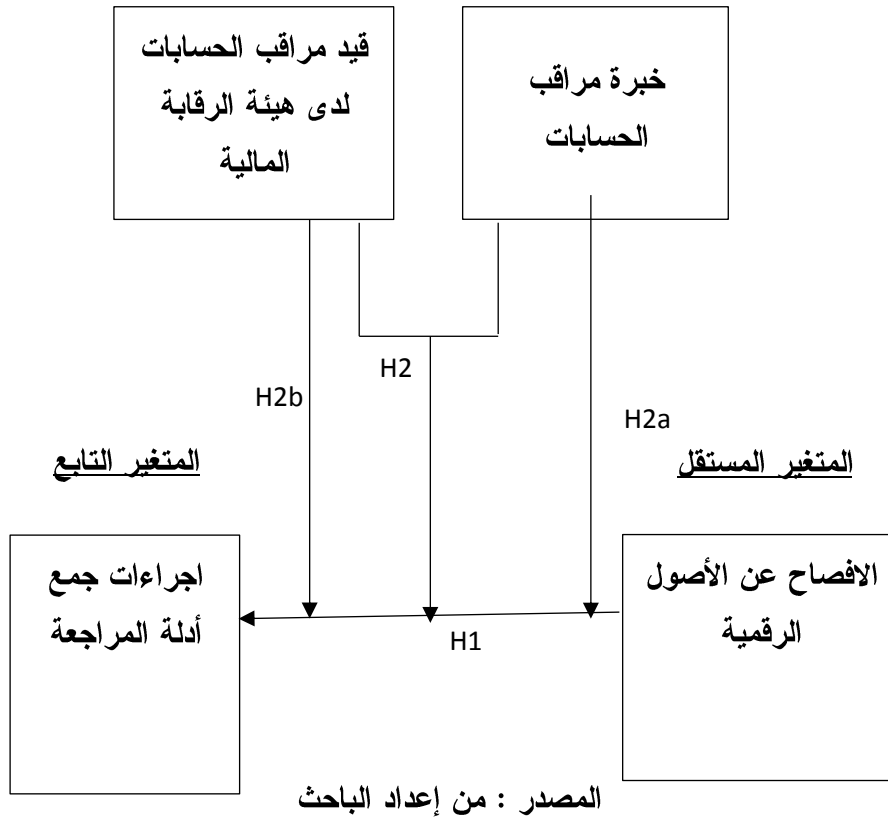 خبرة مراقب
الحسابات
قيد مراقب الحسابات
لدى هيئة الرقابة
المالية
H2
H2b
H2a
المتغير المستقل
المتغير التابع
الافصاح عن الأصول
الرقمية
اجراءات جمع
أدلة المراجعة
H1
المصدر : من إعداد الباحث